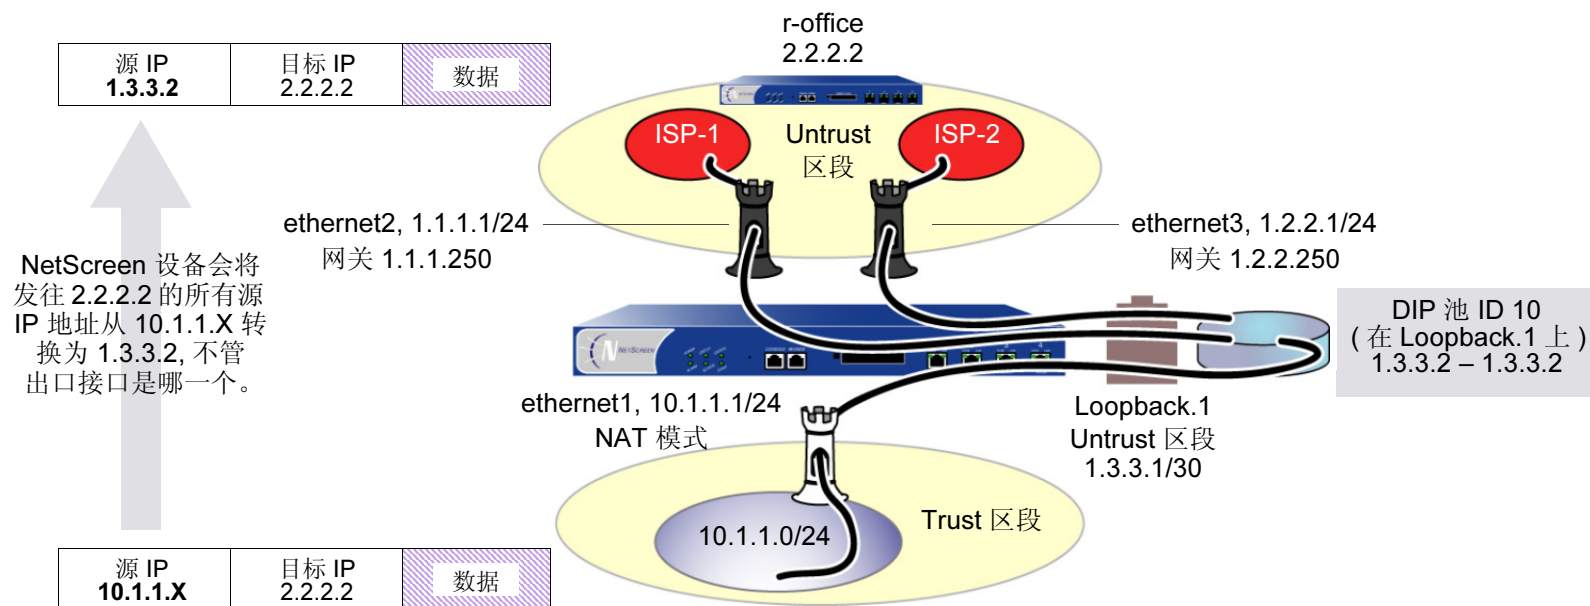 r-office
2.2.2.2
源 IP
1.3.3.2
目标 IP
2.2.2.2
数据
ISP-1
Untrust
区段
ISP-2
ethernet2, 1.1.1.1/24
网关 1.1.1.250
ethernet3, 1.2.2.1/24
网关 1.2.2.250
NetScreen 设备会将
发往 2.2.2.2 的所有源
IP 地址从 10.1.1.X 转
换为 1.3.3.2, 不管
出口接口是哪一个。
NETSCREEN
DIP 池 ID 10
( 在 Loopback.1 上 )
1.3.3.2 – 1.3.3.2
ethernet1, 10.1.1.1/24
NAT 模式
Loopback.1
Untrust 区段
1.3.3.1/30
Trust 区段
10.1.1.0/24
源 IP
10.1.1.X
目标 IP
2.2.2.2
数据